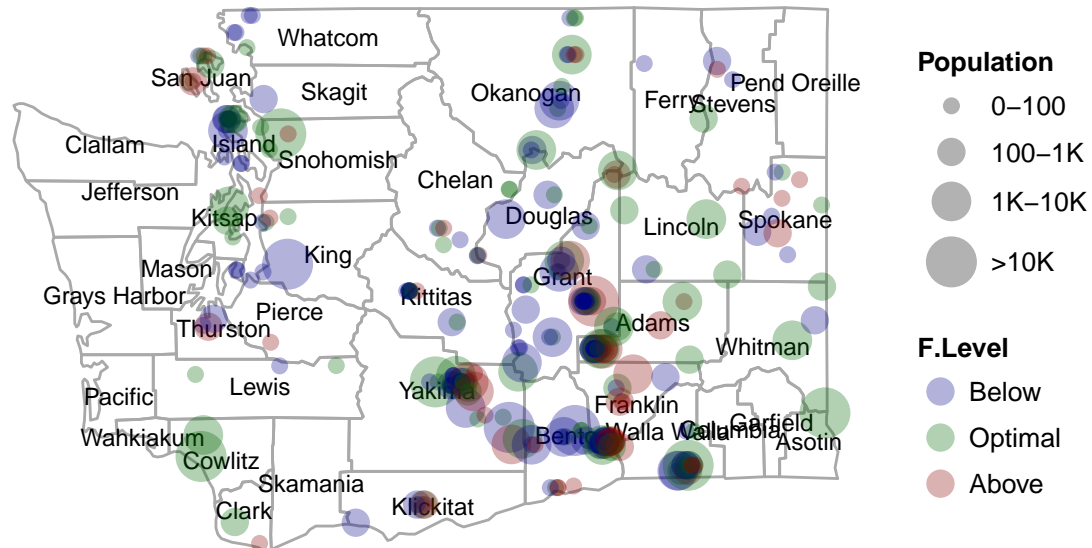 Whatcom
San Juan
Skagit
Okanogan
Ferry
Stevens
Pend Oreille
Clallam
Island
Snohomish
Chelan
Jefferson
Kitsap
Douglas
Lincoln
Spokane
King
Mason
Grant
Grays Harbor
Kittitas
Pierce
Thurston
Adams
Whitman
Pacific
Lewis
Yakima
Franklin
Garfield
Wahkiakum
Benton
Walla Walla
Columbia
Asotin
Cowlitz
Skamania
Clark
Klickitat
Population
0–100
100–1K
1K–10K
>10K
F.Level
Below
Optimal
Above